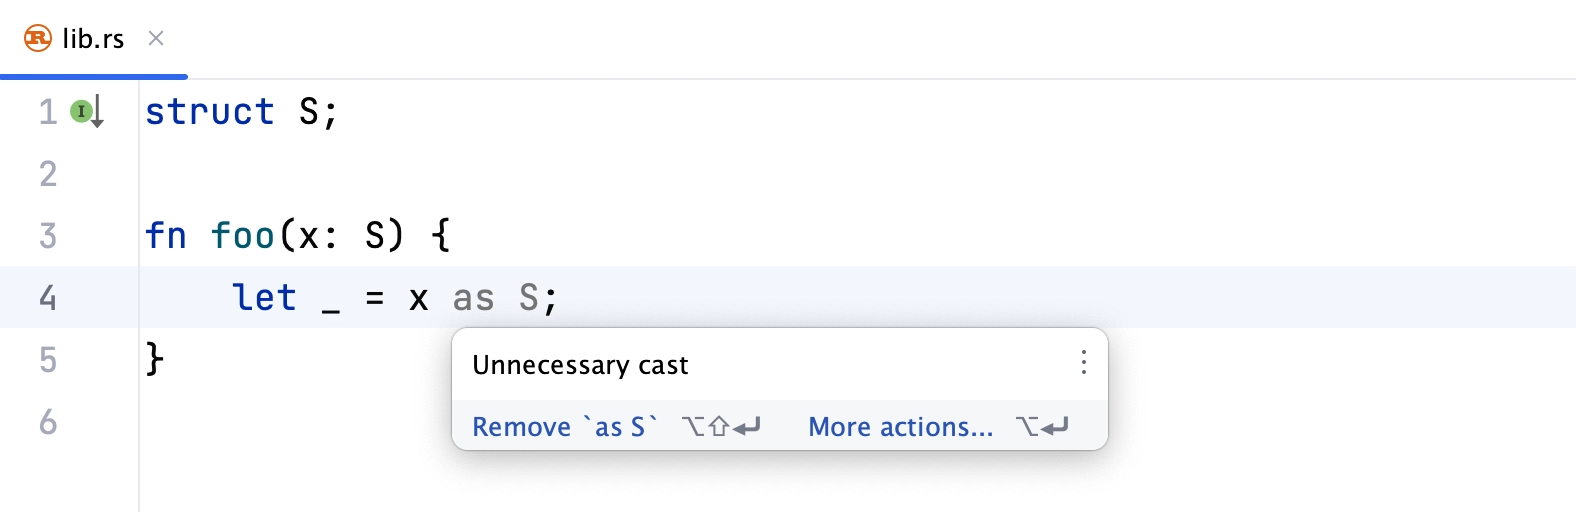 lib.rs
1 struct S;
2
3 fn foo(x: S) {
4     let _ = x as S;
5 }
6
Unnecessary cast
Remove `as S` ⌥⇧⏎ More actions... ⌥⏎